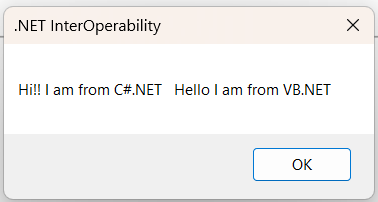 .NET InterOperability
Hi!! I am from C#.NET   Hello I am from VB.NET
OK